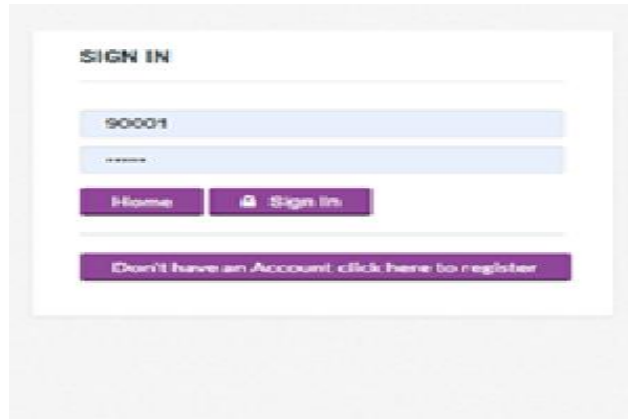 SIGN IN
90001
Home Sign In
Don't have an Account click here to register